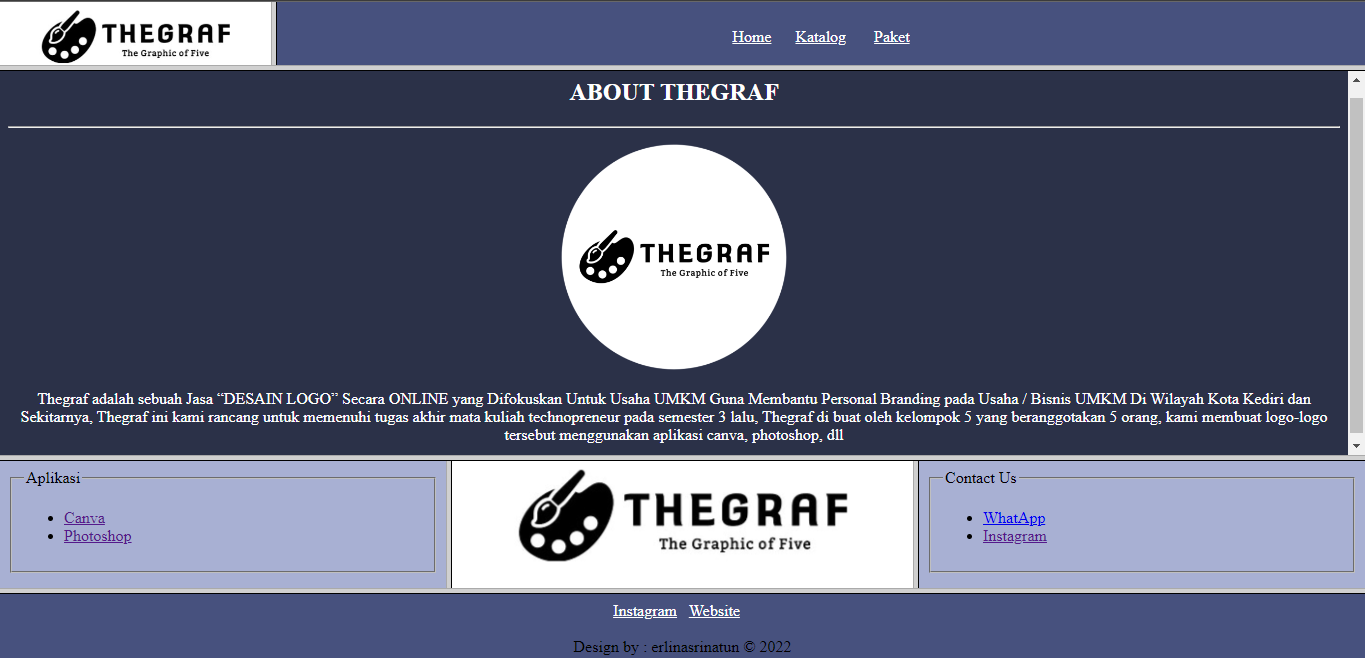 THEGRAF
The Graphic of Five
Home Katalog Paket
ABOUT THEGRAF
THEGRAF
The Graphic of Five
Thegraf adalah sebuah Jasa “DESAIN LOGO” Secara ONLINE yang Difokuskan Untuk Usaha UMKM Guna Membantu Personal Branding pada Usaha / Bisnis UMKM Di Wilayah Kota Kediri dan
Sekitarnya, Thegraf ini kami rancang untuk memenuhi tugas akhir mata kuliah technopreneur pada semester 3 lalu, Thegraf di buat oleh kelompok 5 yang beranggotakan 5 orang, kami membuat logo-logo
tersebut menggunakan aplikasi canva, photoshop, dll
Aplikasi
Canva
Photoshop
THEGRAF
The Graphic of Five
Contact Us
WhatApp
Instagram
Instagram Website
Design by : erlinasrinatun © 2022